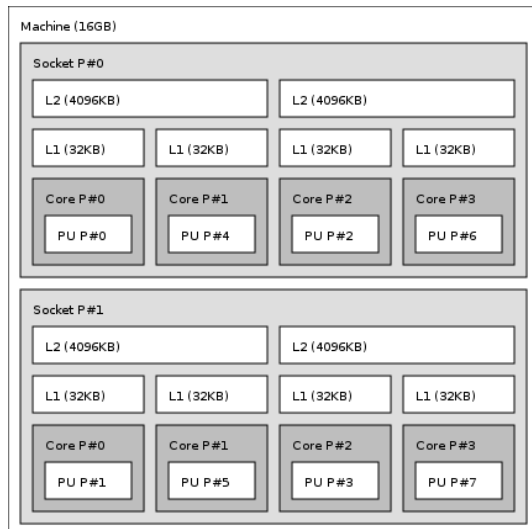 Machine (16GB)
Socket P#0
L2 (4096KB) L2 (4096KB)
L1 (32KB) L1 (32KB) L1 (32KB) L1 (32KB)
Core P#0 Core P#1 Core P#2 Core P#3
PU P#0 PU P#4 PU P#2 PU P#6
Socket P#1
L2 (4096KB) L2 (4096KB)
L1 (32KB) L1 (32KB) L1 (32KB) L1 (32KB)
Core P#0 Core P#1 Core P#2 Core P#3
PU P#1 PU P#5 PU P#3 PU P#7